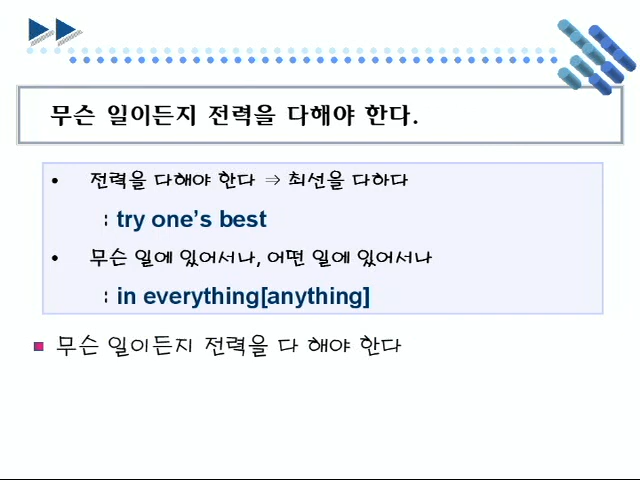 무슨 일이든지 전력을 다해야 한다.
• 전력을 다해야 한다 ⇒ 최선을 다하다
: try one’s best
• 무슨 일에 있어서나, 어떤 일에 있어서나
: in everything[anything]
■ 무슨 일이든지 전력을 다 해야 한다